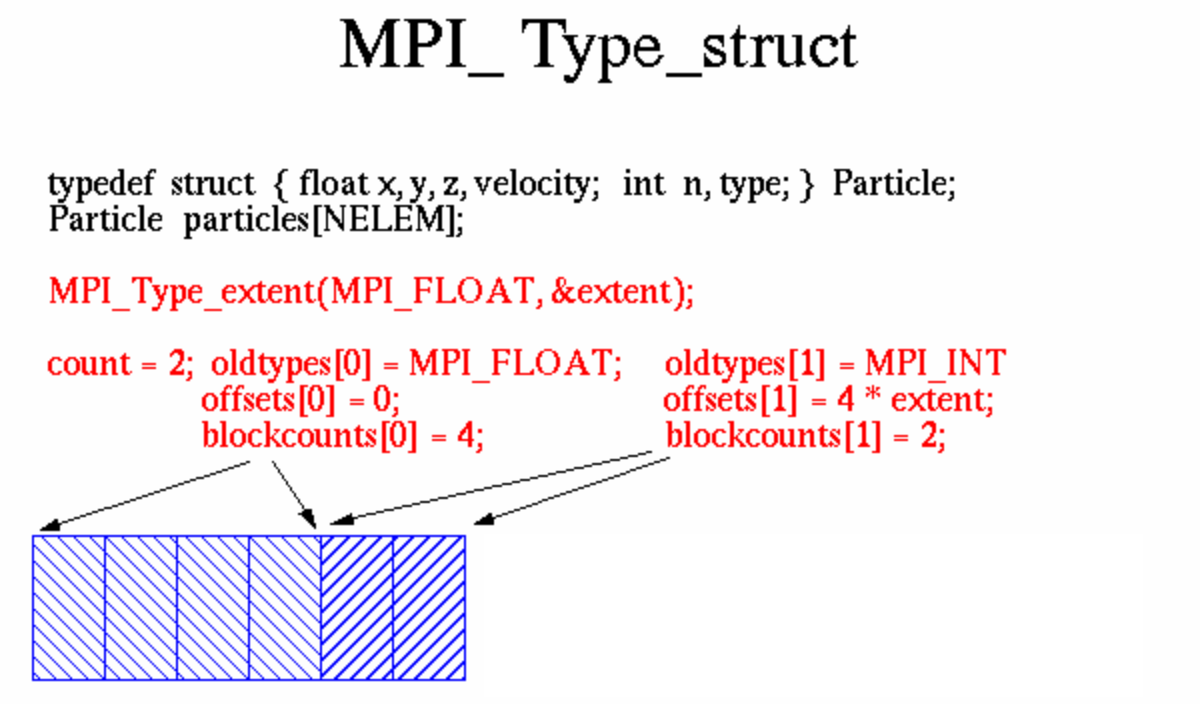 MPI_ Type_struct
typedef struct { float x, y, z, velocity; int n, type; } Particle;
Particle particles[NELEM];
MPI_Type_extent(MPI_FLOAT, &extent);
count = 2; oldtypes[0] = MPI_FLOAT; oldtypes[1] = MPI_INT
offsets[0] = 0; offsets[1] = 4 * extent;
blockcounts[0] = 4; blockcounts[1] = 2;